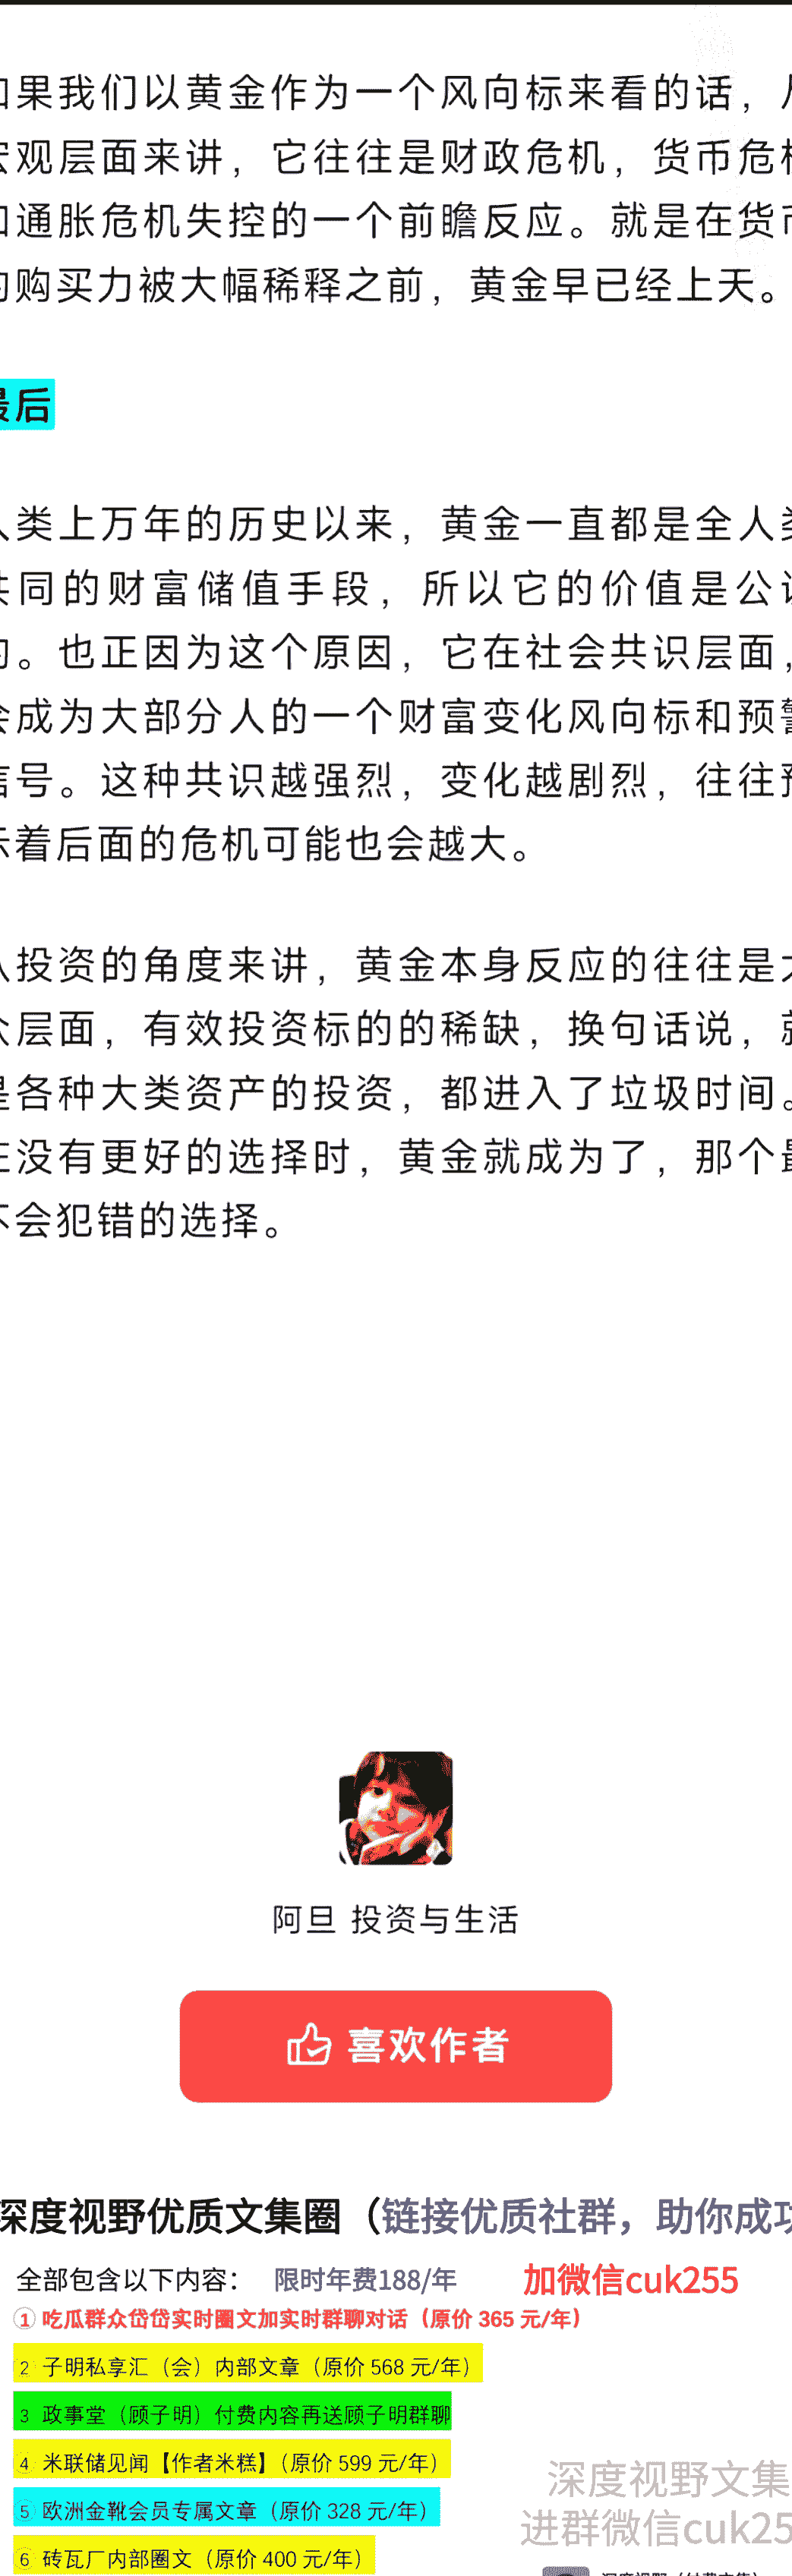 果我们以黄金作为一个风向标来看的话，
观层面来讲，它往往是财政危机，货币危机
通胀危机失控的一个前瞻反应。就是在货币
购买力被大幅稀释之前，黄金早已经上天。
最后
类上万年的历史以来，黄金一直都是全人类
共同的财富储值手段，所以它的价值是公认
的。也正因为这个原因，它在社会共识层面，
会成为大部分人的一个财富变化风向标和预警
信号。这种共识越强烈，变化越剧烈，往往预
示着后面的危机可能也会越大。
从投资的角度来讲，黄金本身反应的往往是大
众层面，有效投资标的的稀缺，换句话说，就
是各种大类资产的投资，都进入了垃圾时间。
在没有更好的选择时，黄金就成为了，那个最
不会犯错的选择。
阿旦 投资与生活
喜欢作者
深度视野优质文集圈（链接优质社群，助你成功
全部包含以下内容： 限时年费188/年 加微信cuk255
① 吃瓜群众岱岱实时圈文加实时群聊对话（原价 365 元/年）
2 子明私享汇（会）内部文章（原价 568 元/年）
3 政事堂（顾子明）付费内容再送顾子明群聊
4 米联储见闻【作者米糕】（原价 599 元/年）
深度视野文集
5 欧洲金靴会员专属文章（原价 328 元/年）
进群微信cuk25
6 砖瓦厂内部圈文（原价 400 元/年）